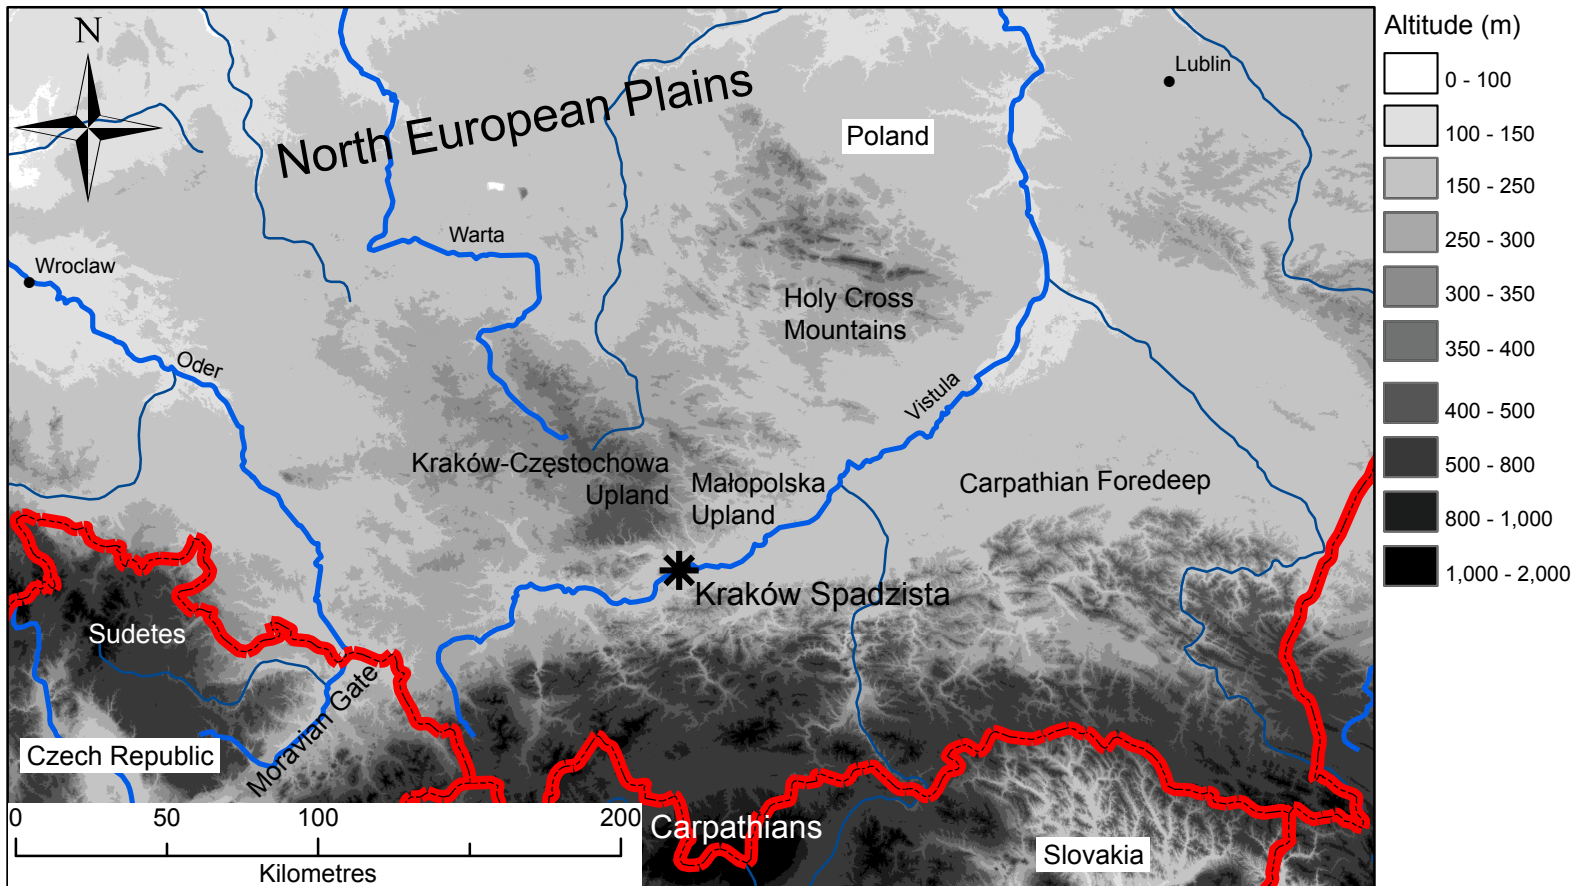 N
North European Plains
Poland
Lublin
Warta
Wroclaw
Holy Cross
Mountains
Oder
Vistula
Kraków-Częstochowa
Upland
Małopolska
Upland
Carpathian Foredeep
Kraków Spadzista
Sudetes
Moravian Gate
Czech Republic
Carpathians
Slovakia
0 50 100 200
Kilometres
Altitude (m)
0 - 100
100 - 150
150 - 250
250 - 300
300 - 350
350 - 400
400 - 500
500 - 800
800 - 1,000
1,000 - 2,000